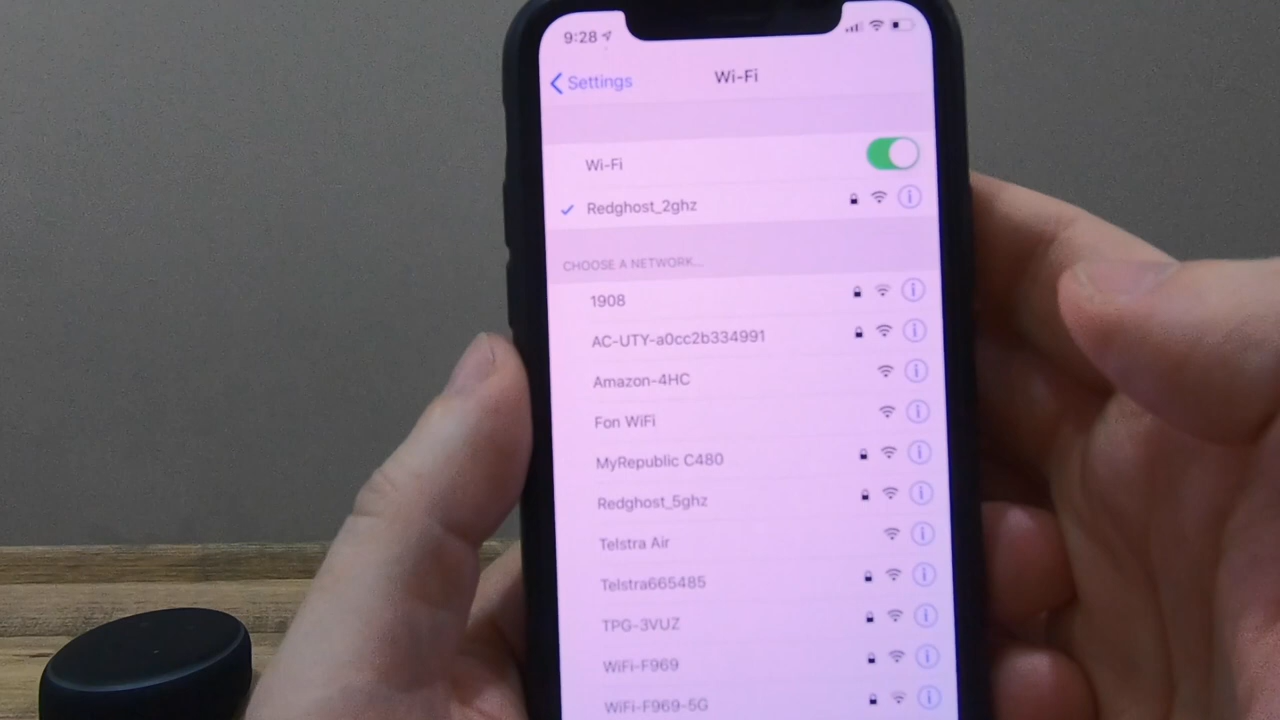 9:28
Settings
Wi-Fi
Wi-Fi
Redghost_2ghz
CHOOSE A NETWORK...
1908
AC-UTY-a0cc2b334991
Amazon-4HC
Fon WiFi
MyRepublic C480
Redghost_5ghz
Telstra Air
Telstra665485
TPG-3VUZ
WiFi-F969
WiFi-F969-5G